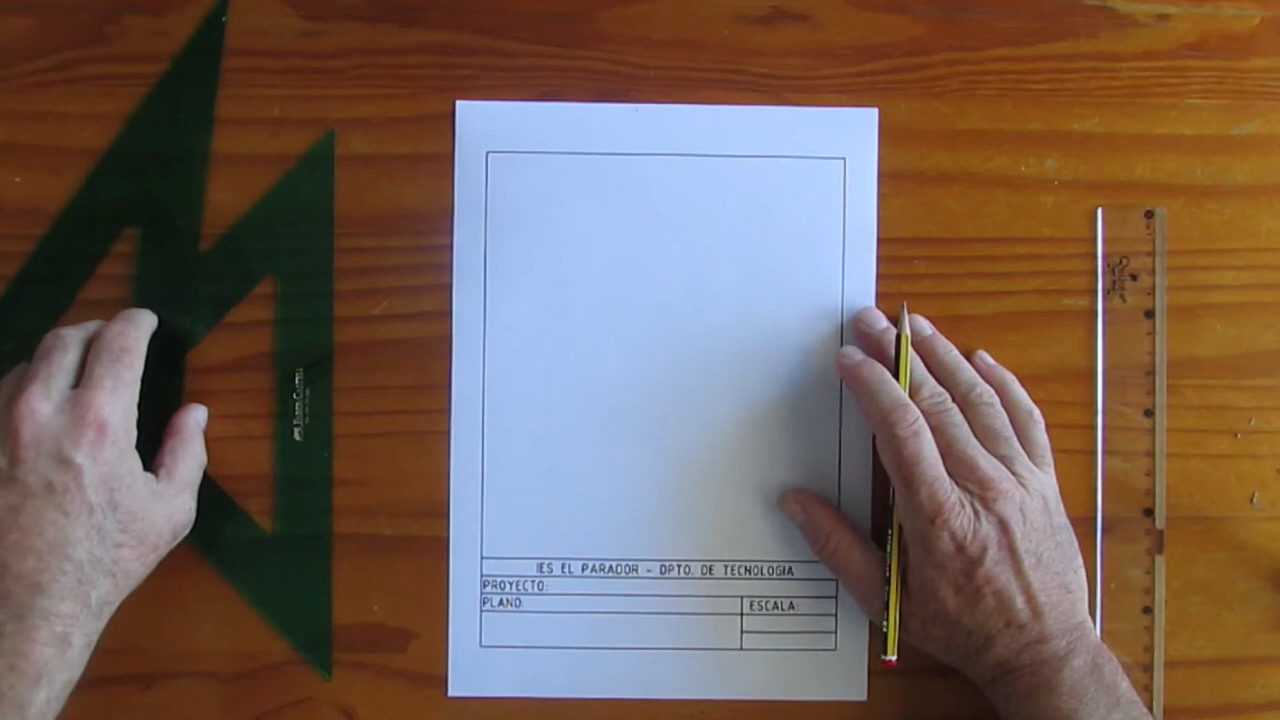 IES EL PARADOR - DPTO. DE TECNOLOGIA
PROYECTO:
PLANO:
ESCALA: